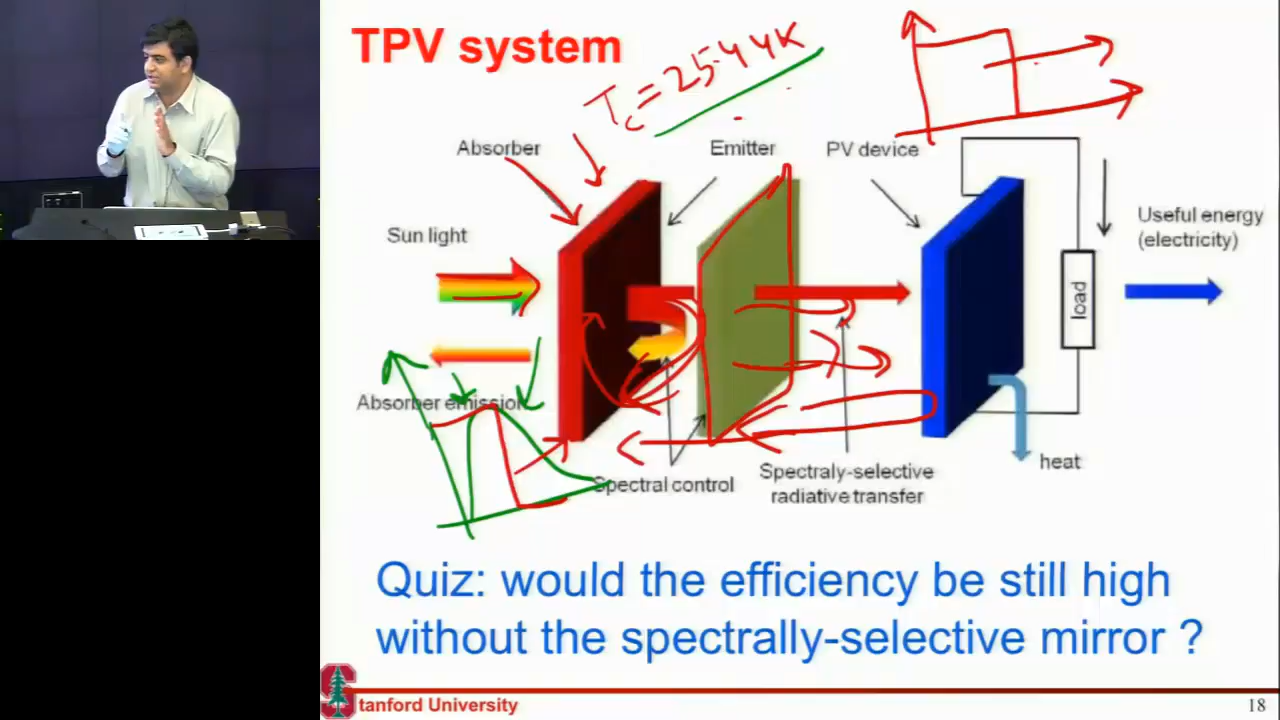 TPV system
Tc = 2544K
Absorber
Emitter
PV device
Sun light
Useful energy
(electricity)
load
Absorber emission
Spectral control
Spectraly-selective
radiative transfer
heat
Quiz: would the efficiency be still high
without the spectrally-selective mirror ?
Stanford University
18